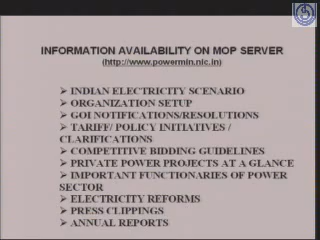 INFORMATION AVAILABILITY ON MOP SERVER
(http://www.powermin.nic.in)
➢ INDIAN ELECTRICITY SCENARIO
➢ ORGANIZATION SETUP
➢ GOI NOTIFICATIONS/RESOLUTIONS
➢ TARIFF/ POLICY INITIATIVES /
CLARIFICATIONS
➢ COMPETITIVE BIDDING GUIDELINES
➢ PRIVATE POWER PROJECTS AT A GLANCE
➢ IMPORTANT FUNCTIONARIES OF POWER
SECTOR
➢ ELECTRICITY REFORMS
➢ PRESS CLIPPINGS
➢ ANNUAL REPORTS